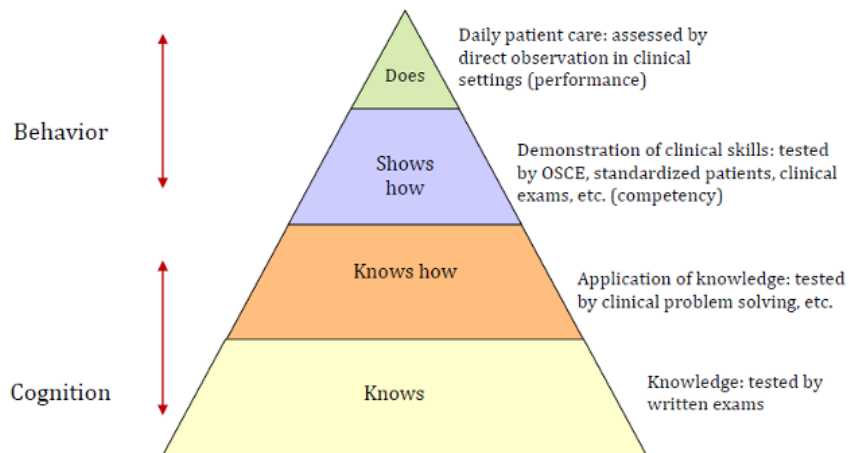 Does
Daily patient care: assessed by
direct observation in clinical
settings (performance)
Behavior
Shows
how
Demonstration of clinical skills: tested
by OSCE, standardized patients, clinical
exams, etc. (competency)
Knows how
Application of knowledge: tested
by clinical problem solving, etc.
Cognition
Knows
Knowledge: tested by
written exams